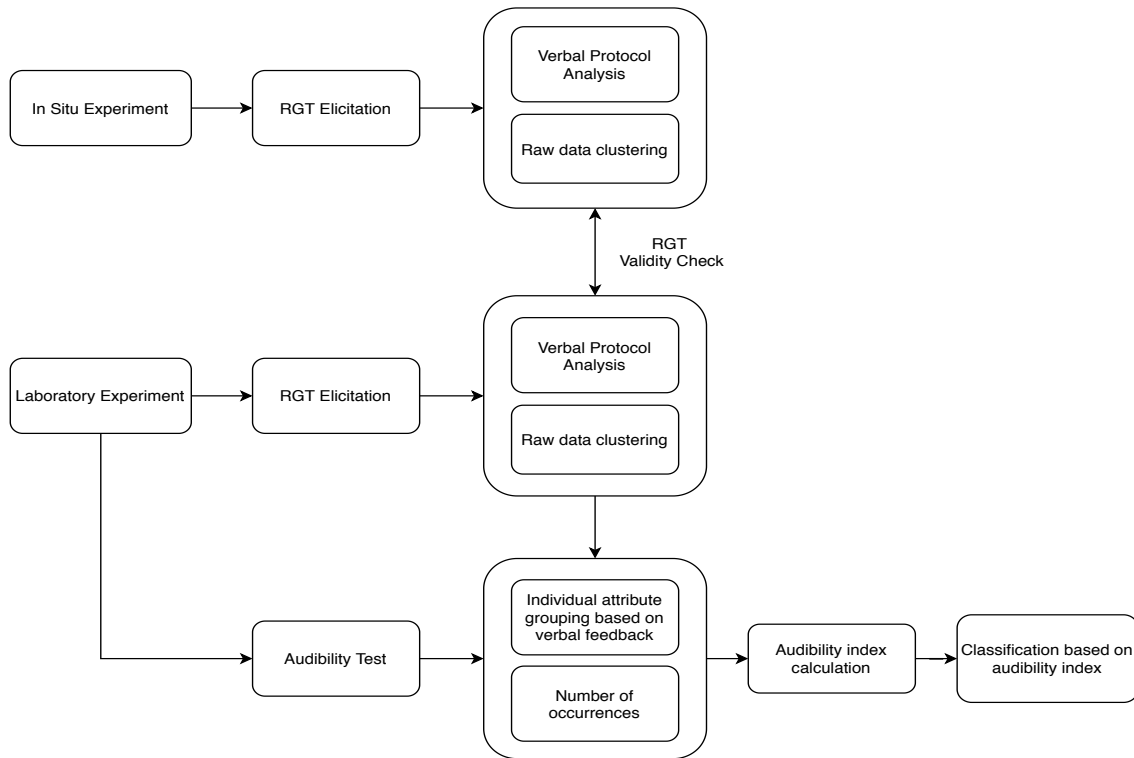 In Situ Experiment
RGT Elicitation
Verbal Protocol
Analysis
Raw data clustering
RGT
Validity Check
Laboratory Experiment
RGT Elicitation
Verbal Protocol
Analysis
Raw data clustering
Audibility Test
Individual attribute
grouping based on
verbal feedback
Number of
occurrences
Audibility index
calculation
Classification based on
audibility index